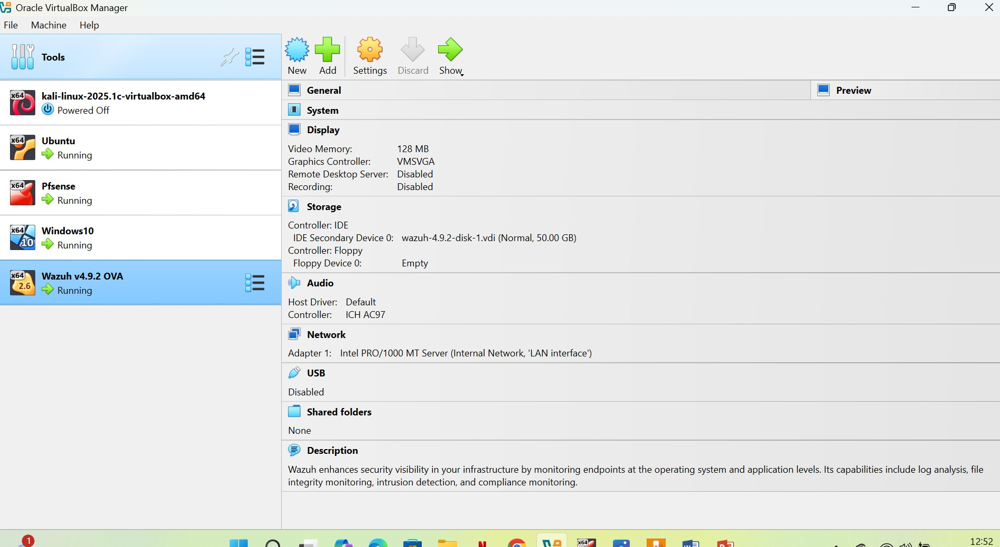 Oracle VirtualBox Manager
File Machine Help
Tools
New Add Settings Discard Show
x64 kali-linux-2025.1c-virtualbox-amd64
Powered Off
x64 Ubuntu
Running
x64 Pfsense
Running
x64 10 Windows10
Running
x64 2.6 Wazuh v4.9.2 OVA
Running
General
Preview
System
Display
Video Memory: 128 MB
Graphics Controller: VMSVGA
Remote Desktop Server: Disabled
Recording: Disabled
Storage
Controller: IDE
IDE Secondary Device 0: wazuh-4.9.2-disk-1.vdi (Normal, 50.00 GB)
Controller: Floppy
Floppy Device 0: Empty
Audio
Host Driver: Default
Controller: ICH AC97
Network
Adapter 1: Intel PRO/1000 MT Server (Internal Network, 'LAN interface')
USB
Disabled
Shared folders
None
Description
Wazuh enhances security visibility in your infrastructure by monitoring endpoints at the operating system and application levels. Its capabilities include log analysis, file
integrity monitoring, intrusion detection, and compliance monitoring.
1
x64
12:52